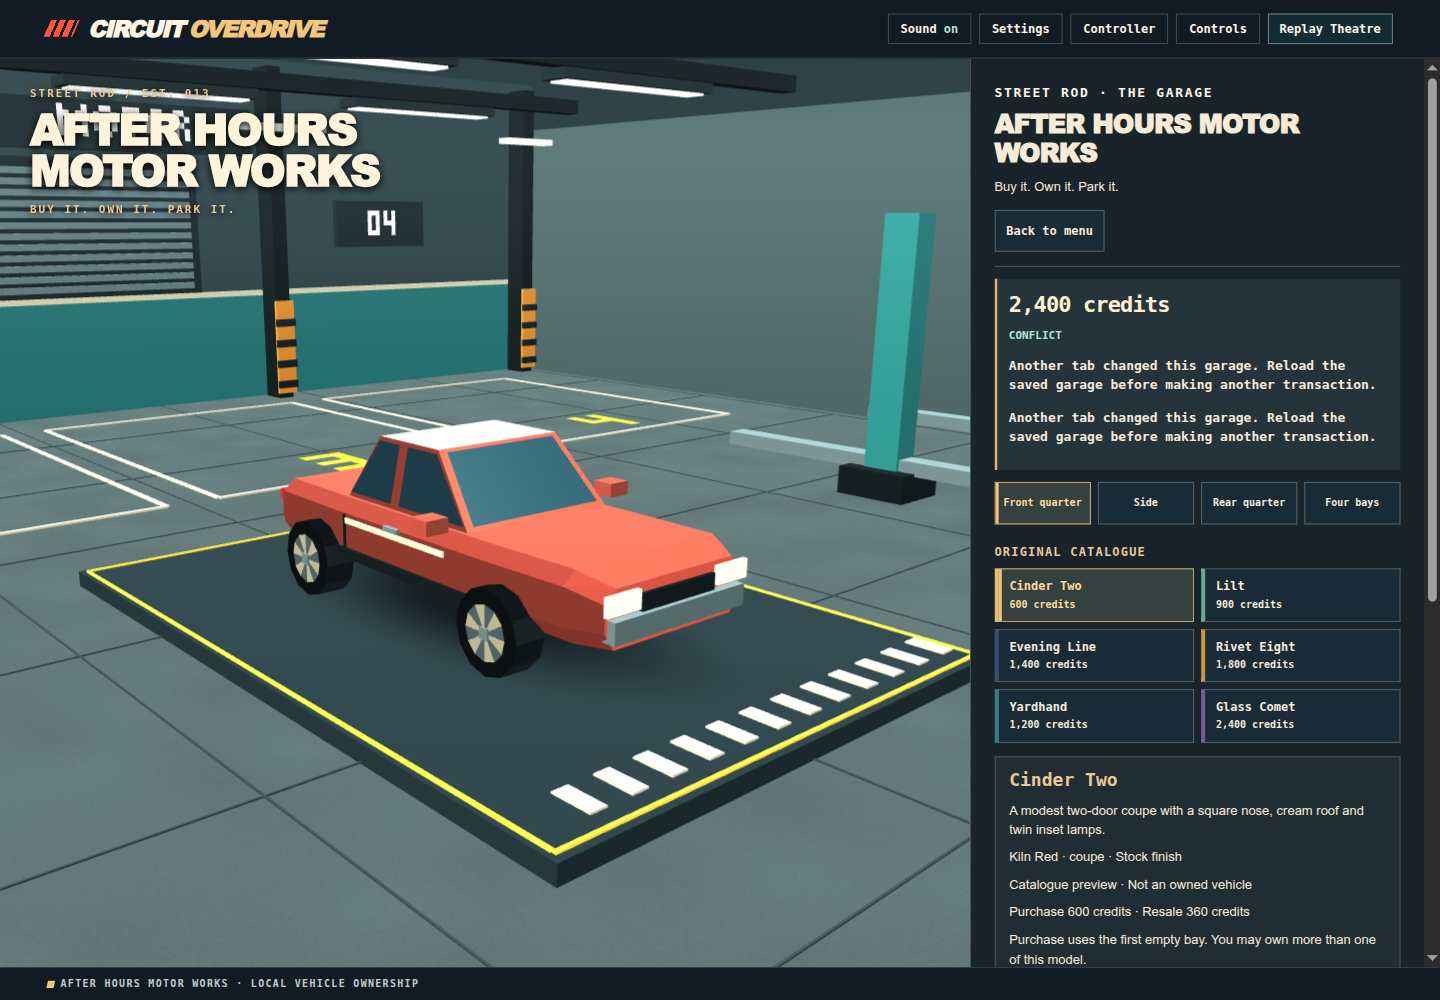 CIRCUIT OVERDRIVE
Sound on
Settings
Controller
Controls
Replay Theatre
STREET ROD / EST. 013
AFTER HOURS
MOTOR WORKS
BUY IT. OWN IT. PARK IT.
04
3
4
STREET ROD · THE GARAGE
AFTER HOURS MOTOR
WORKS
Buy it. Own it. Park it.
Back to menu
2,400 credits
CONFLICT
Another tab changed this garage. Reload the
saved garage before making another transaction.
Another tab changed this garage. Reload the
saved garage before making another transaction.
Front quarter
Side
Rear quarter
Four bays
ORIGINAL CATALOGUE
Cinder Two
600 credits
Lilt
900 credits
Evening Line
1,400 credits
Rivet Eight
1,800 credits
Yardhand
1,200 credits
Glass Comet
2,400 credits
Cinder Two
A modest two-door coupe with a square nose, cream roof and
twin inset lamps.
Kiln Red · coupe · Stock finish
Catalogue preview · Not an owned vehicle
Purchase 600 credits · Resale 360 credits
Purchase uses the first empty bay. You may own more than one
of this model.
AFTER HOURS MOTOR WORKS · LOCAL VEHICLE OWNERSHIP